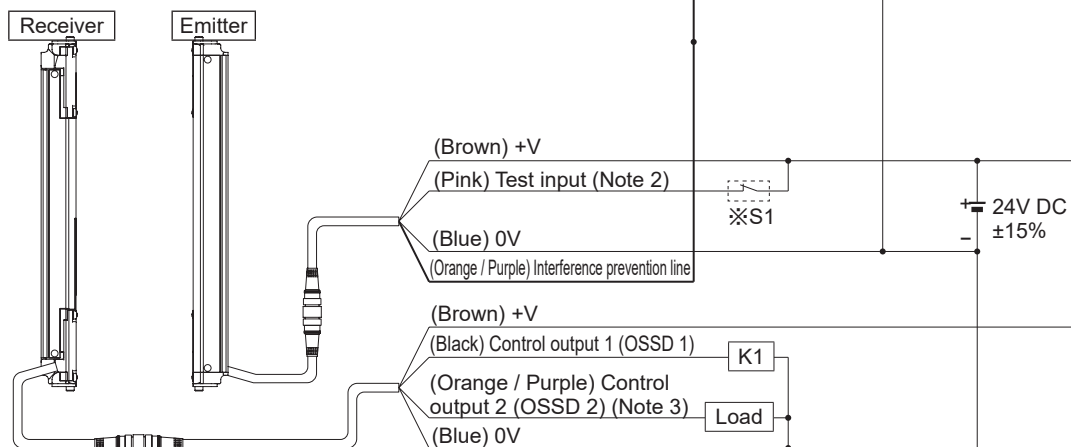 Receiver
Emitter
(Brown) +V
(Pink) Test input (Note 2)
※S1
+
−
24V DC
±15%
(Blue) 0V
(Orange / Purple) Interference prevention line
(Brown) +V
(Black) Control output 1 (OSSD 1)
K1
(Orange / Purple) Control
output 2 (OSSD 2) (Note 3)
Load
(Blue) 0V